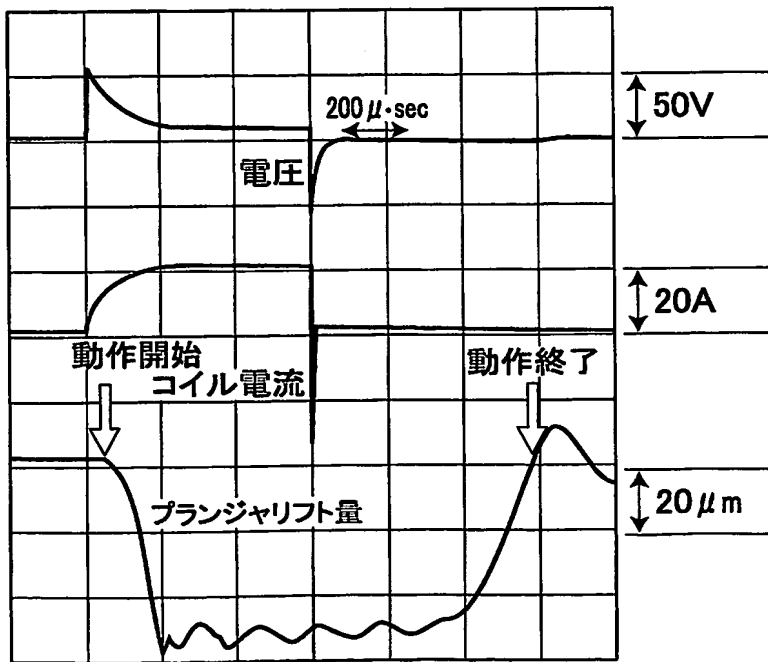 50V
200μ·sec
電圧
20A
動作開始
コイル電流
動作終了
プランジャリフト量
20μm